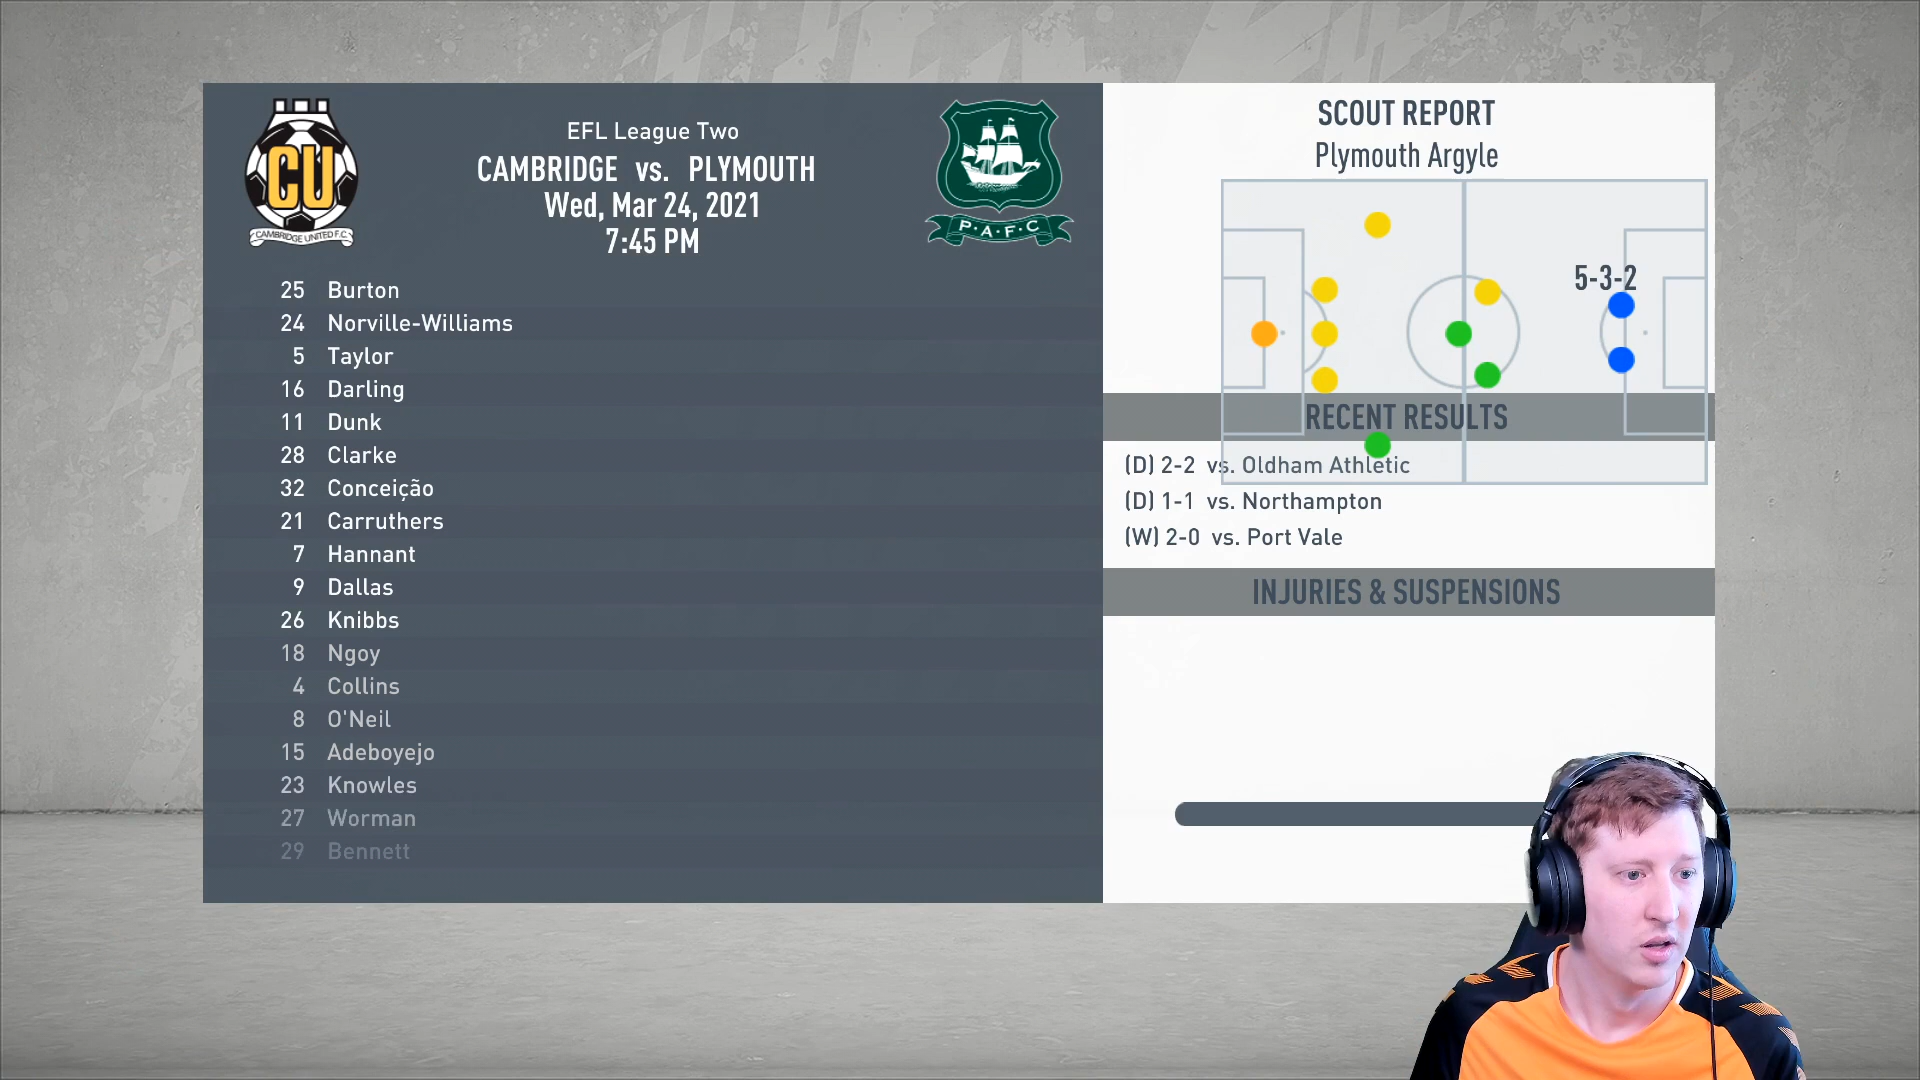 CU
CAMBRIDGE UNITED F.C.
EFL League Two
CAMBRIDGE vs. PLYMOUTH
Wed, Mar 24, 2021
7:45 PM
P·A·F·C
25 Burton
24 Norville-Williams
5 Taylor
16 Darling
11 Dunk
28 Clarke
32 Conceição
21 Carruthers
7 Hannant
9 Dallas
26 Knibbs
18 Ngoy
4 Collins
8 O'Neil
15 Adeboyejo
23 Knowles
27 Worman
29 Bennett
SCOUT REPORT
Plymouth Argyle
5-3-2
RECENT RESULTS
(D) 2-2 vs. Oldham Athletic
(D) 1-1 vs. Northampton
(W) 2-0 vs. Port Vale
INJURIES & SUSPENSIONS